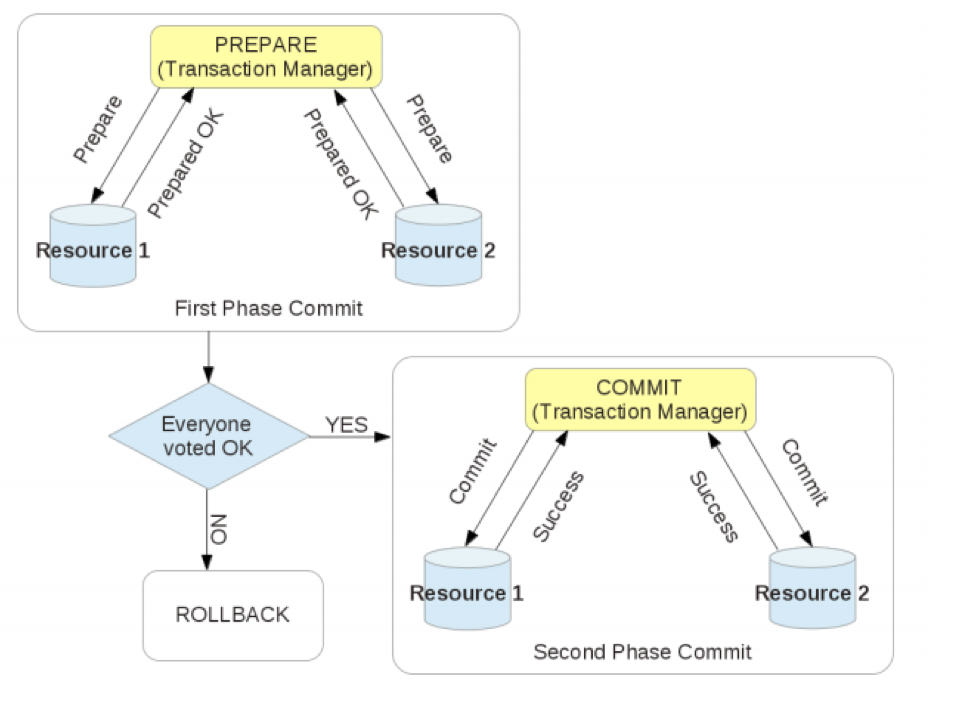 PREPARE
(Transaction Manager)
Prepare
Prepared OK
Prepared OK
Prepare
Resource 1
Resource 2
First Phase Commit
Everyone
voted OK
YES
NO
ROLLBACK
COMMIT
(Transaction Manager)
Commit
Success
Success
Commit
Resource 1
Resource 2
Second Phase Commit